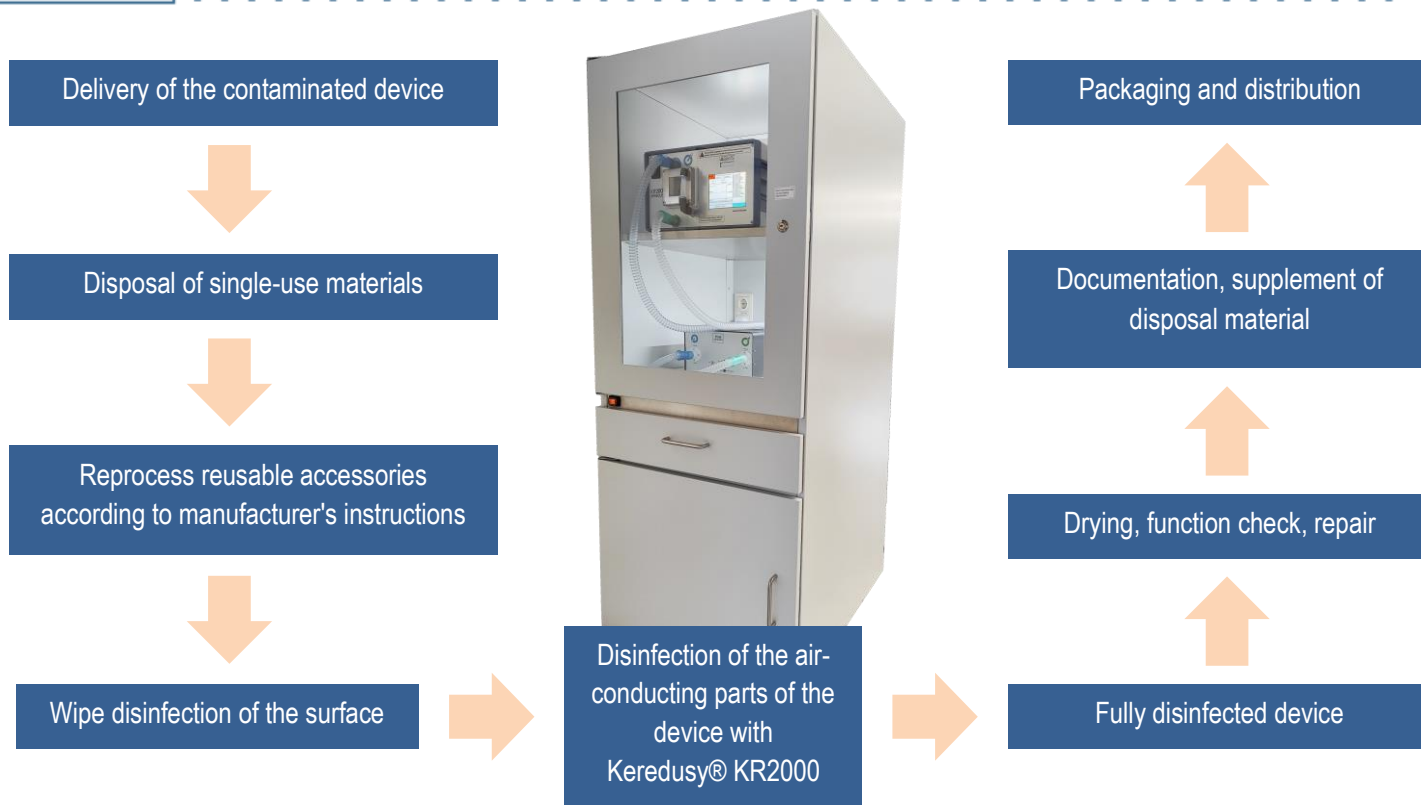 Delivery of the contaminated device
Disposal of single-use materials
Reprocess reusable accessories
according to manufacturer's instructions
Wipe disinfection of the surface
Disinfection of the air-
conducting parts of the
device with
Keredusy® KR2000
Fully disinfected device
Drying, function check, repair
Documentation, supplement of
disposal material
Packaging and distribution